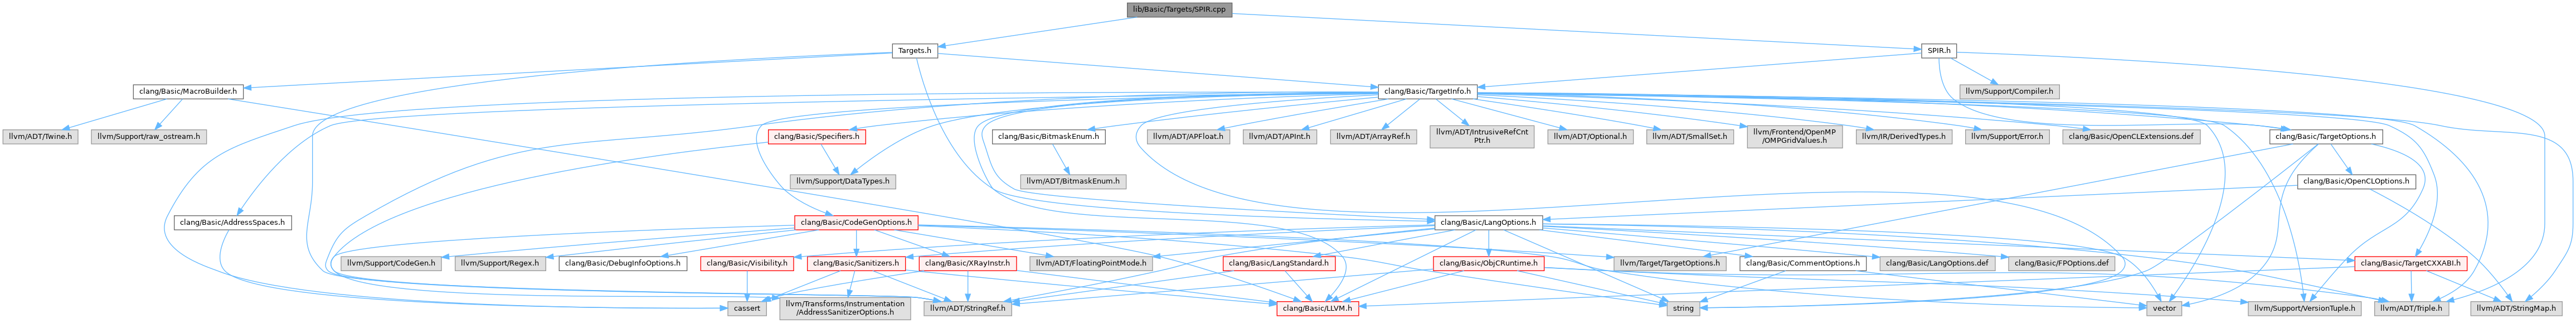 lib/Basic/Targets/SPIR.cpp
Targets.h
SPIR.h
clang/Basic/MacroBuilder.h
clang/Basic/TargetInfo.h
llvm/Support/Compiler.h
llvm/ADT/Twine.h
llvm/Support/raw_ostream.h
clang/Basic/Specifiers.h
clang/Basic/BitmaskEnum.h
llvm/ADT/APFloat.h
llvm/ADT/APInt.h
llvm/ADT/ArrayRef.h
llvm/ADT/IntrusiveRefCnt
Ptr.h
llvm/ADT/Optional.h
llvm/ADT/SmallSet.h
llvm/Frontend/OpenMP
/OMPGridValues.h
llvm/IR/DerivedTypes.h
llvm/Support/Error.h
clang/Basic/OpenCLExtensions.def
clang/Basic/TargetOptions.h
llvm/Support/DataTypes.h
llvm/ADT/BitmaskEnum.h
clang/Basic/OpenCLOptions.h
clang/Basic/AddressSpaces.h
clang/Basic/CodeGenOptions.h
clang/Basic/LangOptions.h
llvm/Support/CodeGen.h
llvm/Support/Regex.h
clang/Basic/DebugInfoOptions.h
clang/Basic/Visibility.h
clang/Basic/Sanitizers.h
clang/Basic/XRayInstr.h
llvm/ADT/FloatingPointMode.h
clang/Basic/LangStandard.h
clang/Basic/ObjCRuntime.h
llvm/Target/TargetOptions.h
clang/Basic/CommentOptions.h
clang/Basic/LangOptions.def
clang/Basic/FPOptions.def
clang/Basic/TargetCXXABI.h
cassert
llvm/Transforms/Instrumentation
/AddressSanitizerOptions.h
llvm/ADT/StringRef.h
clang/Basic/LLVM.h
string
vector
llvm/Support/VersionTuple.h
llvm/ADT/Triple.h
llvm/ADT/StringMap.h